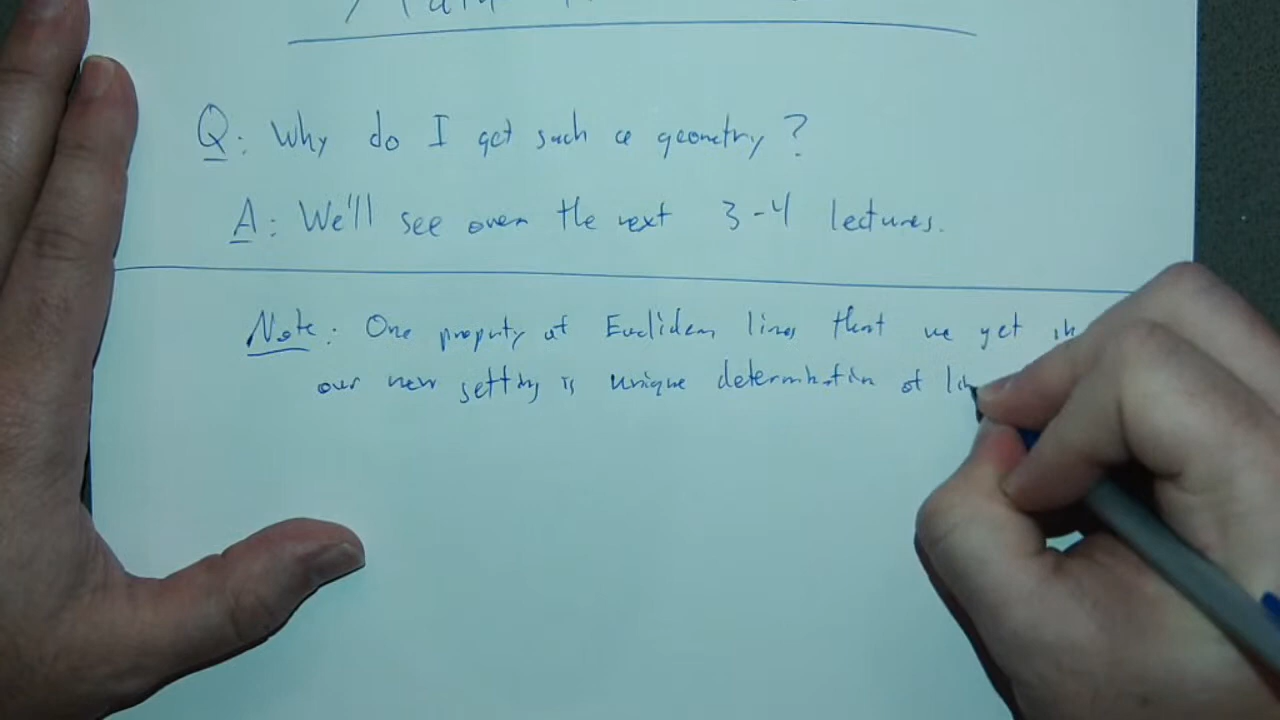 Q: Why do I get such a geometry?
A: We'll see over the next 3-4 lectures.
Note: One property of Euclidean lines that we get in
our new setting is unique determination of